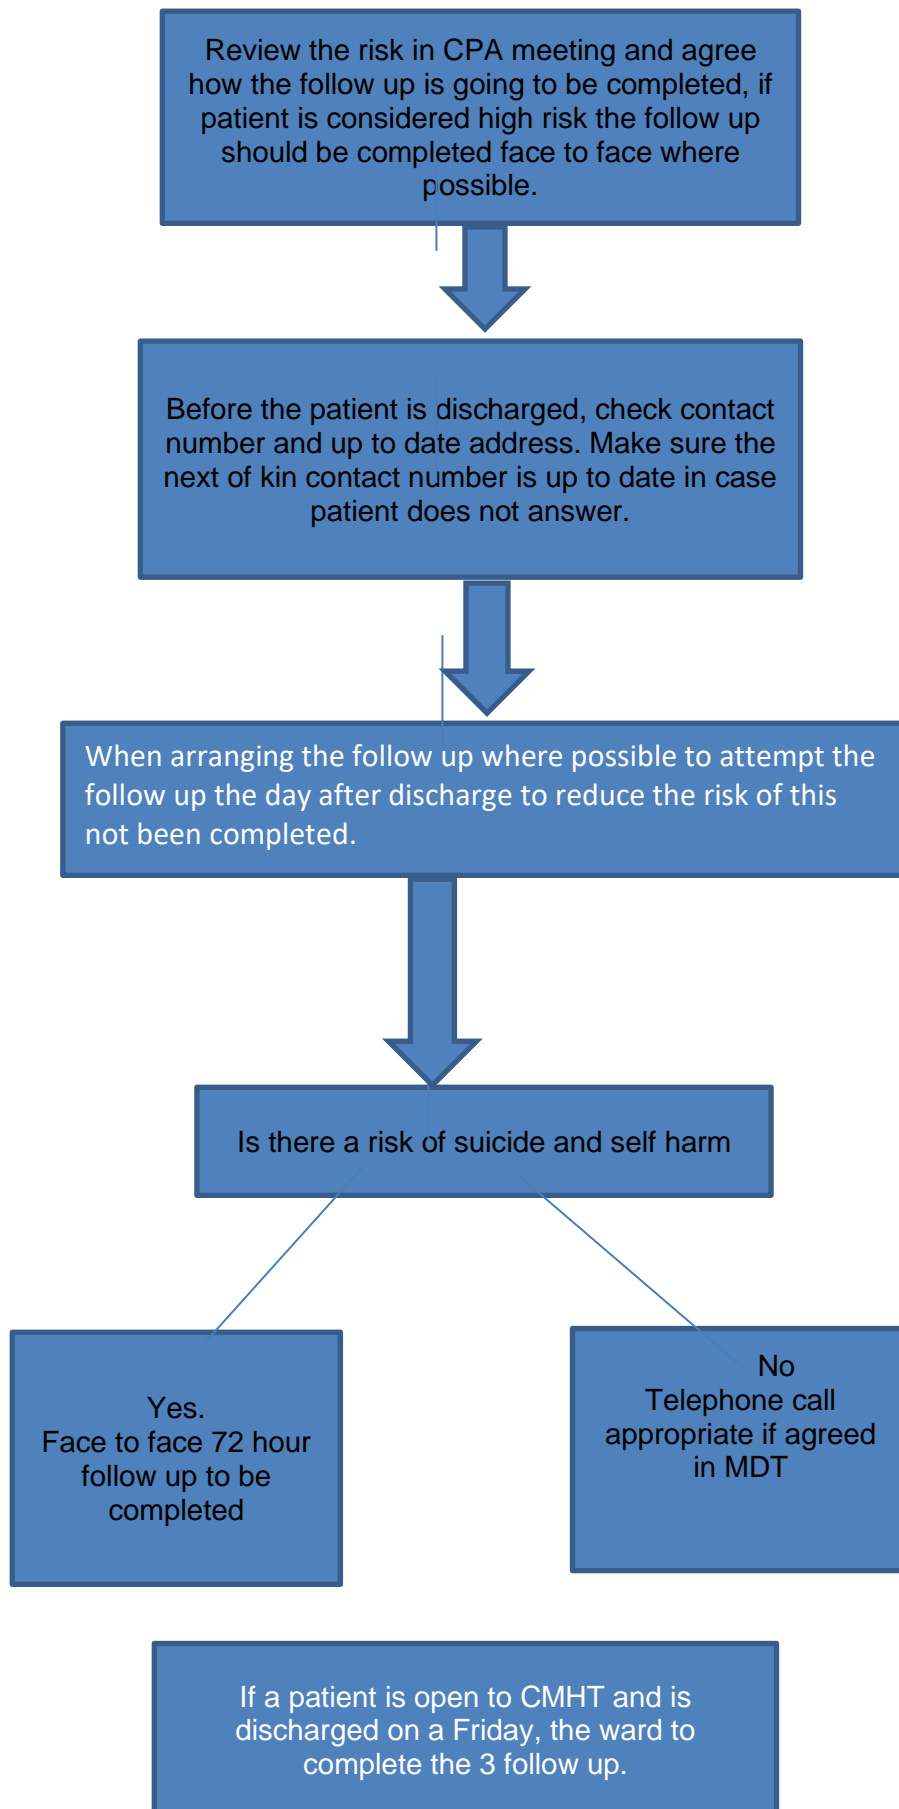 Review the risk in CPA meeting and agree
how the follow up is going to be completed, if
patient is considered high risk the follow up
should be completed face to face where
possible.
Before the patient is discharged, check contact
number and up to date address. Make sure the
next of kin contact number is up to date in case
patient does not answer.
When arranging the follow up where possible to attempt the
follow up the day after discharge to reduce the risk of this
not been completed.
Is there a risk of suicide and self harm
Yes.
Face to face 72 hour
follow up to be
completed
No
Telephone call
appropriate if agreed
in MDT
If a patient is open to CMHT and is
discharged on a Friday, the ward to
complete the 3 follow up.